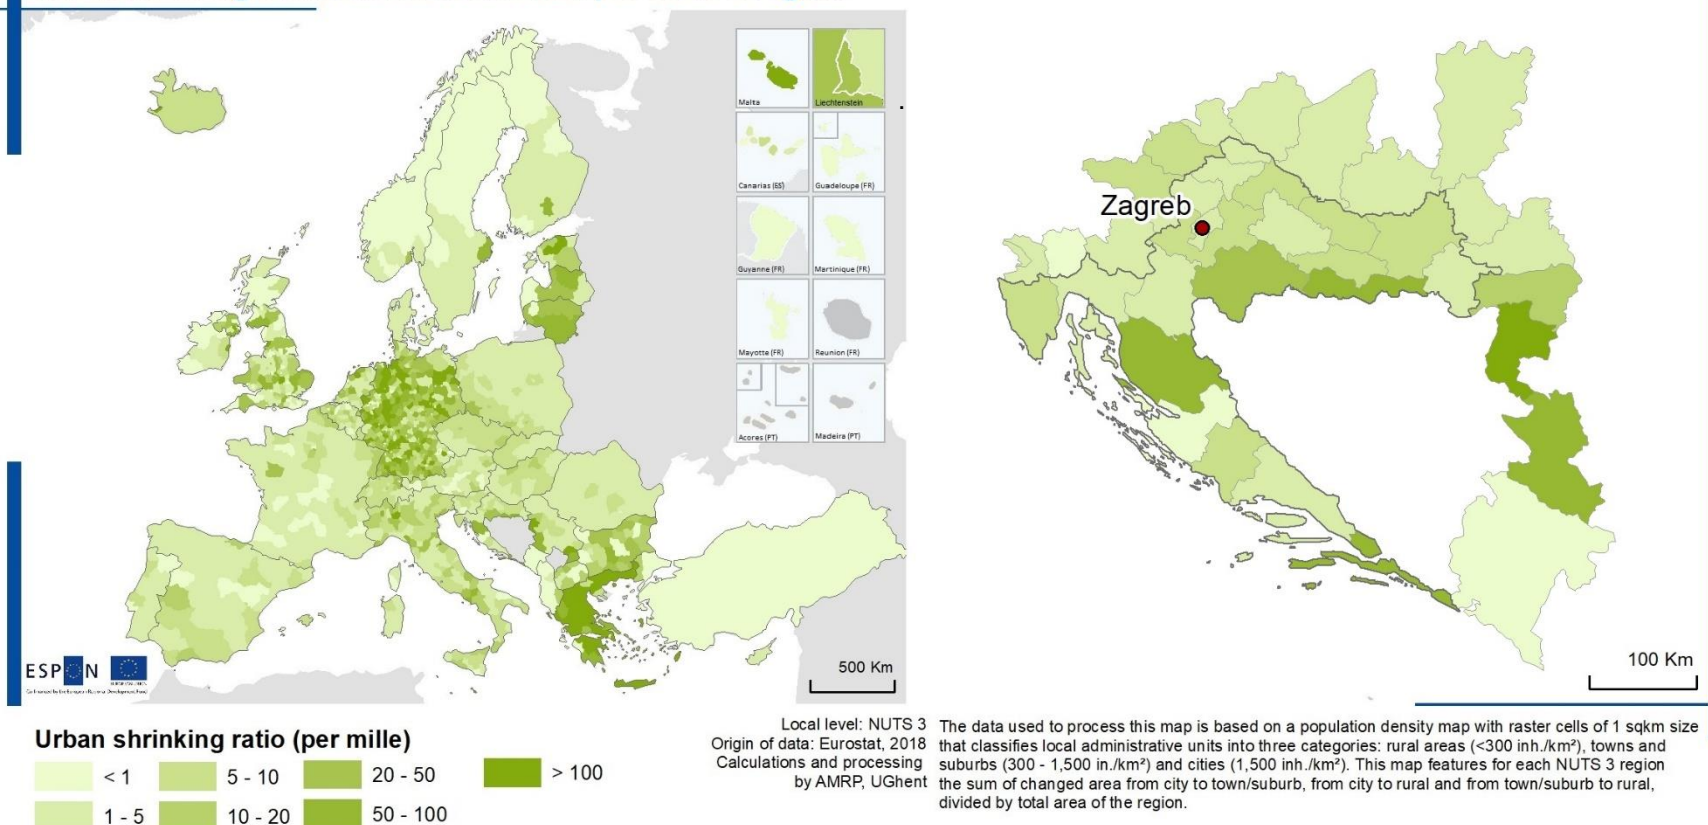 Malta
Liechtenstein
Canarias (ES)
Guadeloupe (FR)
Guyanne (FR)
Martinique (FR)
Mayotte (FR)
Reunion (FR)
Acores (PT)
Madeira (PT)
ESPON
500 Km
Zagreb
100 Km
Urban shrinking ratio (per mille)
< 1
5 - 10
20 - 50
> 100
1 - 5
10 - 20
50 - 100
Local level: NUTS 3
Origin of data: Eurostat, 2018
Calculations and processing
by AMRP, UGhent
The data used to process this map is based on a population density map with raster cells of 1 sqkm size
that classifies local administrative units into three categories: rural areas (<300 inh./km²), towns and
suburbs (300 - 1,500 in./km²) and cities (1,500 inh./km²). This map features for each NUTS 3 region
the sum of changed area from city to town/suburb, from city to rural and from town/suburb to rural,
divided by total area of the region.